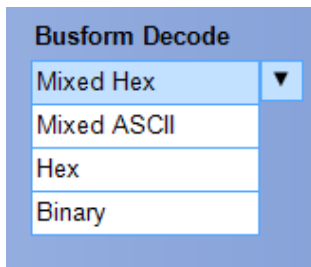 Busform Decode
Mixed Hex
Mixed ASCII
Hex
Binary